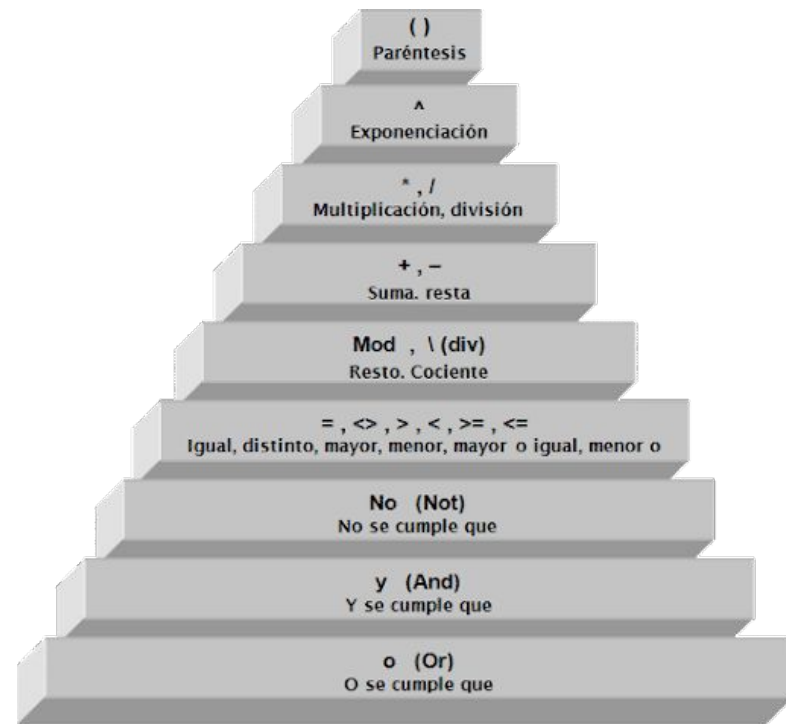 ( )
Paréntesis
^
Exponenciación
* , /
Multiplicación, división
+ , –
Suma. resta
Mod , \ (div)
Resto. Cociente
= , <> , > , < , >= , <=
Igual, distinto, mayor, menor, mayor o igual, menor o
No (Not)
No se cumple que
y (And)
Y se cumple que
o (Or)
O se cumple que